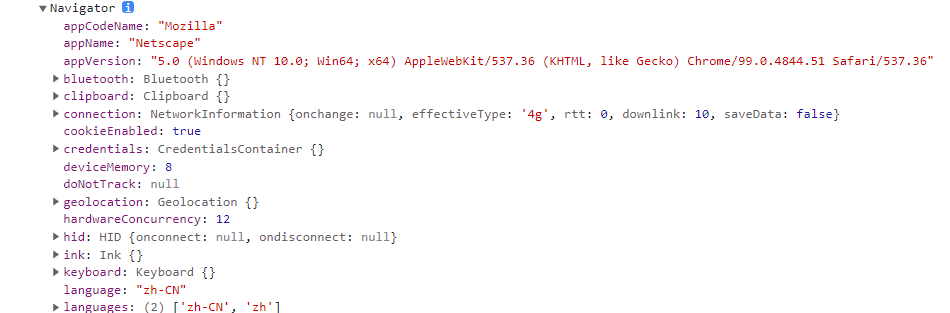 Navigator i
appCodeName: "Mozilla"
appName: "Netscape"
appVersion: "5.0 (Windows NT 10.0; Win64; x64) AppleWebKit/537.36 (KHTML, like Gecko) Chrome/99.0.4844.51 Safari/537.36"
bluetooth: Bluetooth {}
clipboard: Clipboard {}
connection: NetworkInformation {onchange: null, effectiveType: '4g', rtt: 0, downlink: 10, saveData: false}
cookieEnabled: true
credentials: CredentialsContainer {}
deviceMemory: 8
doNotTrack: null
geolocation: Geolocation {}
hardwareConcurrency: 12
hid: HID {onconnect: null, ondisconnect: null}
ink: Ink {}
keyboard: Keyboard {}
language: "zh-CN"
languages: (2) ['zh-CN', 'zh']